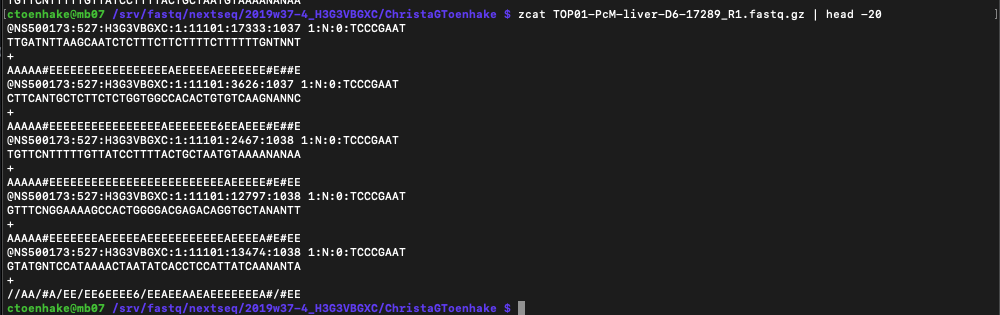 [ctoenhake@mb07 /srv/fastq/nextseq/2019w37-4_H3G3VBGXC/ChristaGToenhake $ zcat TOP01-PcM-liver-D6-17289_R1.fastq.gz | head -20 ]
@NS500173:527:H3G3VBGXC:1:11101:17333:1037 1:N:0:TCCCGAAT
TTGATNTTAAGCAATCTCTTTCTTCTTTTCTTTTTTGNTNNT
+
AAAAA#EEEEEEEEEEEEEEEEEAEEEEEAEEEEEEE#E##E
@NS500173:527:H3G3VBGXC:1:11101:3626:1037 1:N:0:TCCCGAAT
CTTCANTGCTCTTCTCTGGTGGCCACACTGTGTCAAGNANNC
+
AAAAA#EEEEEEEEEEEEEEEEAEEEEEEE6EEAEEE#E##E
@NS500173:527:H3G3VBGXC:1:11101:2467:1038 1:N:0:TCCCGAAT
TGTTCNTTTTTGTTATCCTTTTACTGCTAATGTAAAANANAA
+
AAAAA#EEEEEEEEEEEEEEEEEEEEEEEEEAEEEEE#E#EE
@NS500173:527:H3G3VBGXC:1:11101:12797:1038 1:N:0:TCCCGAAT
GTTTCNGGAAAAGCCACTGGGGACGAGACAGGTGCTANANTT
+
AAAAA#EEEEEEEAEEEEEAEEEEEEEEEEEAEEEEA#E#EE
@NS500173:527:H3G3VBGXC:1:11101:13474:1038 1:N:0:TCCCGAAT
GTATGNTCCATAAAACTAATATCACCTCCATTATCAANANTA
+
//AA/#A/EE/EE6EEEE6/EEAEEAAEAEEEEEEEA#/#EE
ctoenhake@mb07 /srv/fastq/nextseq/2019w37-4_H3G3VBGXC/ChristaGToenhake $